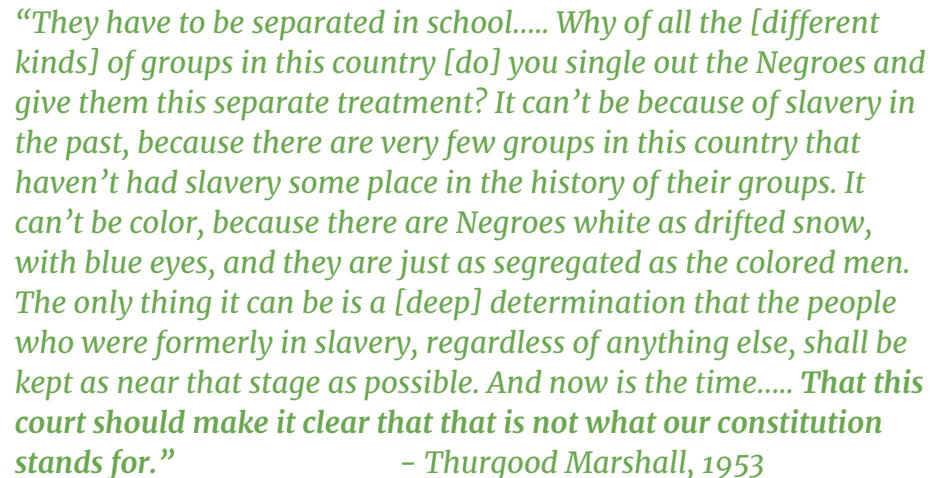 “They have to be separated in school..... Why of all the [different
kinds] of groups in this country [do] you single out the Negroes and
give them this separate treatment? It can’t be because of slavery in
the past, because there are very few groups in this country that
haven’t had slavery some place in the history of their groups. It
can’t be color, because there are Negroes white as drifted snow,
with blue eyes, and they are just as segregated as the colored men.
The only thing it can be is a [deep] determination that the people
who were formerly in slavery, regardless of anything else, shall be
kept as near that stage as possible. And now is the time..... That this
court should make it clear that that is not what our constitution
stands for.” – Thurgood Marshall, 1953